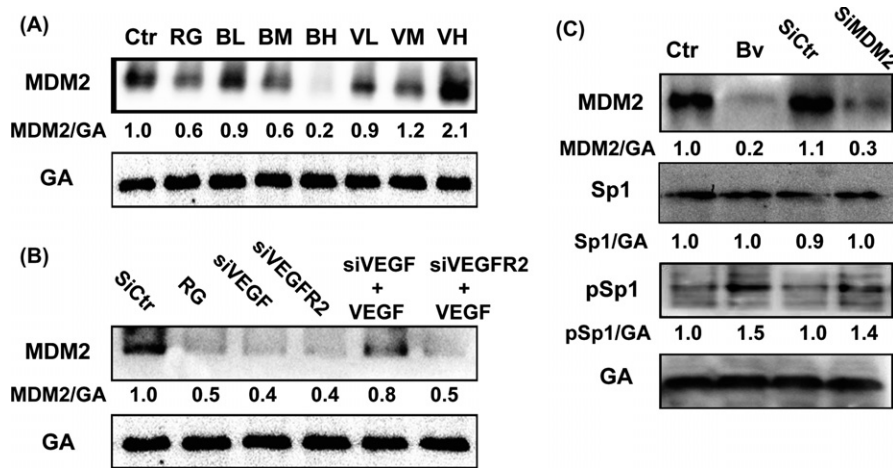 (A)
Ctr RG BL BM BH VL VM VH
MDM2
MDM2/GA 1.0 0.6 0.9 0.6 0.2 0.9 1.2 2.1
GA
(B)
SiCtr RG siVEGF siVEGFR2 siVEGF + VEGF siVEGFR2 + VEGF
MDM2
MDM2/GA 1.0 0.5 0.4 0.4 0.8 0.5
GA
(C)
Ctr Bv SiCtr SiMDM2
MDM2
MDM2/GA 1.0 0.2 1.1 0.3
Sp1
Sp1/GA 1.0 1.0 0.9 1.0
pSp1
pSp1/GA 1.0 1.5 1.0 1.4
GA